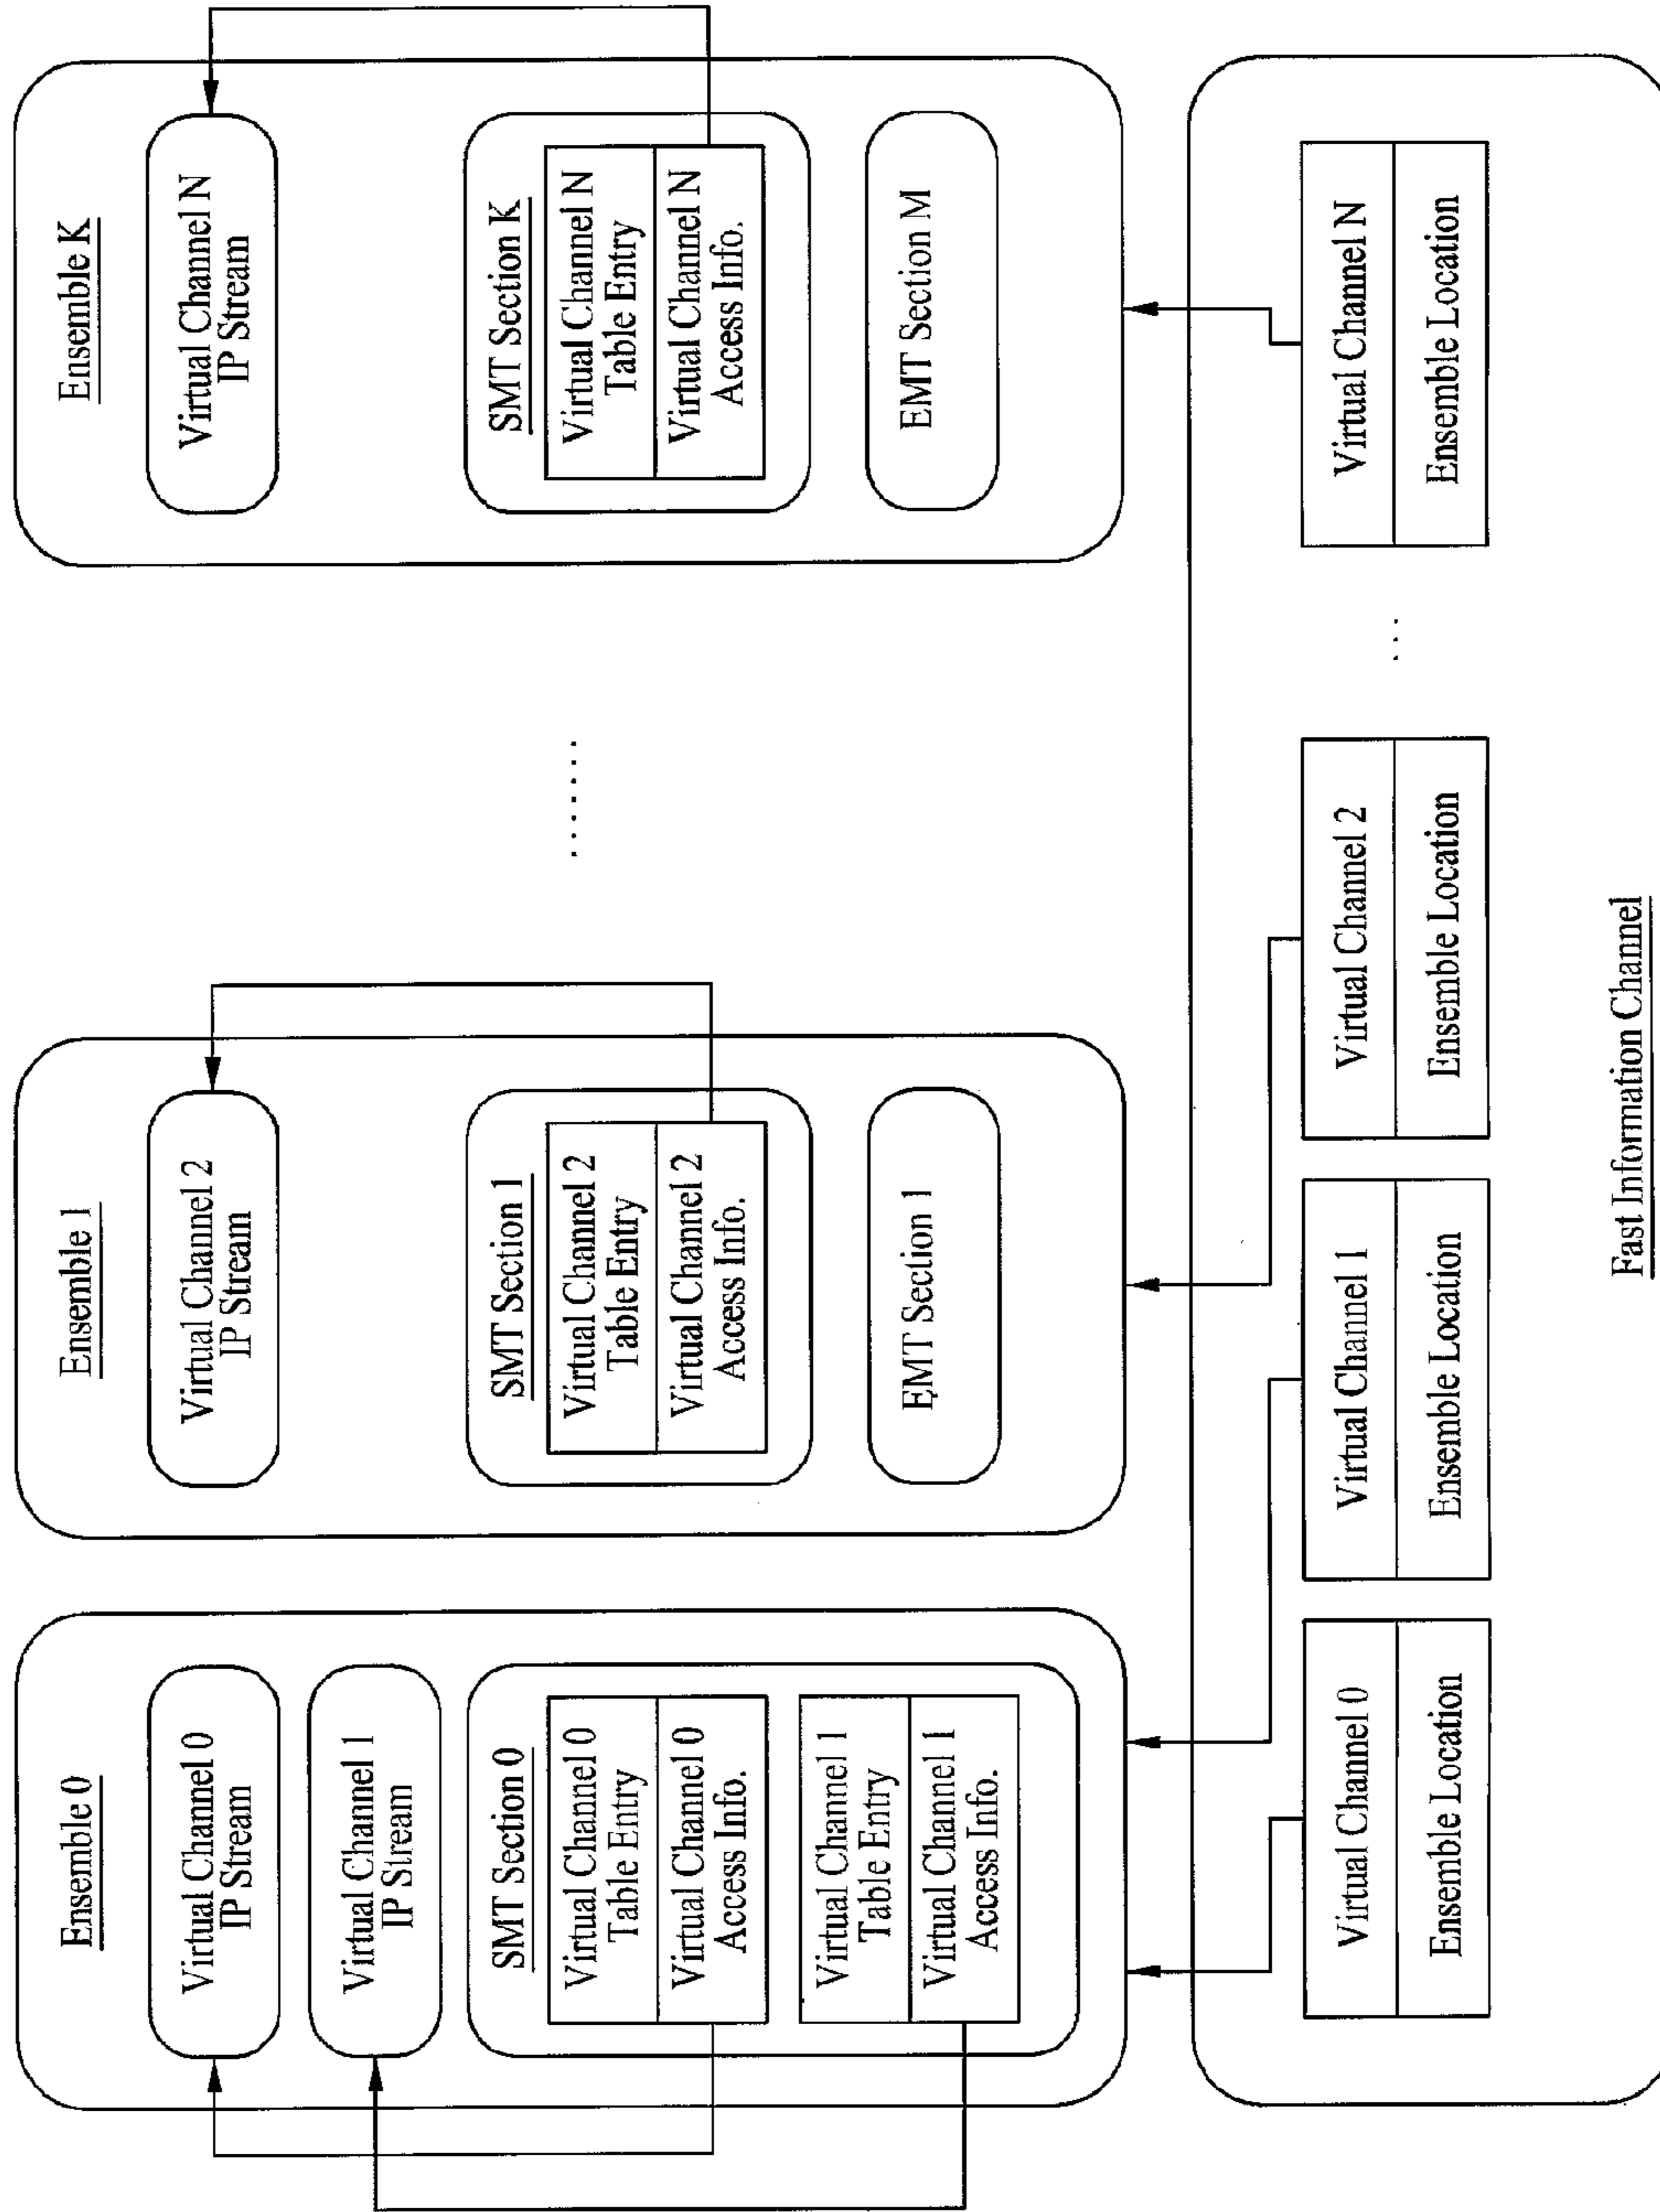 Ensemble 0
Virtual Channel 0
IP Stream
Virtual Channel 1
IP Stream
SMT Section 0
Virtual Channel 0
Table Entry
Virtual Channel 0
Access Info.
Virtual Channel 1
Table Entry
Virtual Channel 1
Access Info.
Ensemble 1
Virtual Channel 2
IP Stream
SMT Section 1
Virtual Channel 2
Table Entry
Virtual Channel 2
Access Info.
EMT Section 1
.......
Ensemble K
Virtual Channel N
IP Stream
SMT Section K
Virtual Channel N
Table Entry
Virtual Channel N
Access Info.
EMT Section M
Virtual Channel 0
Ensemble Location
Virtual Channel 1
Ensemble Location
Virtual Channel 2
Ensemble Location
...
Virtual Channel N
Ensemble Location
Fast Information Channel